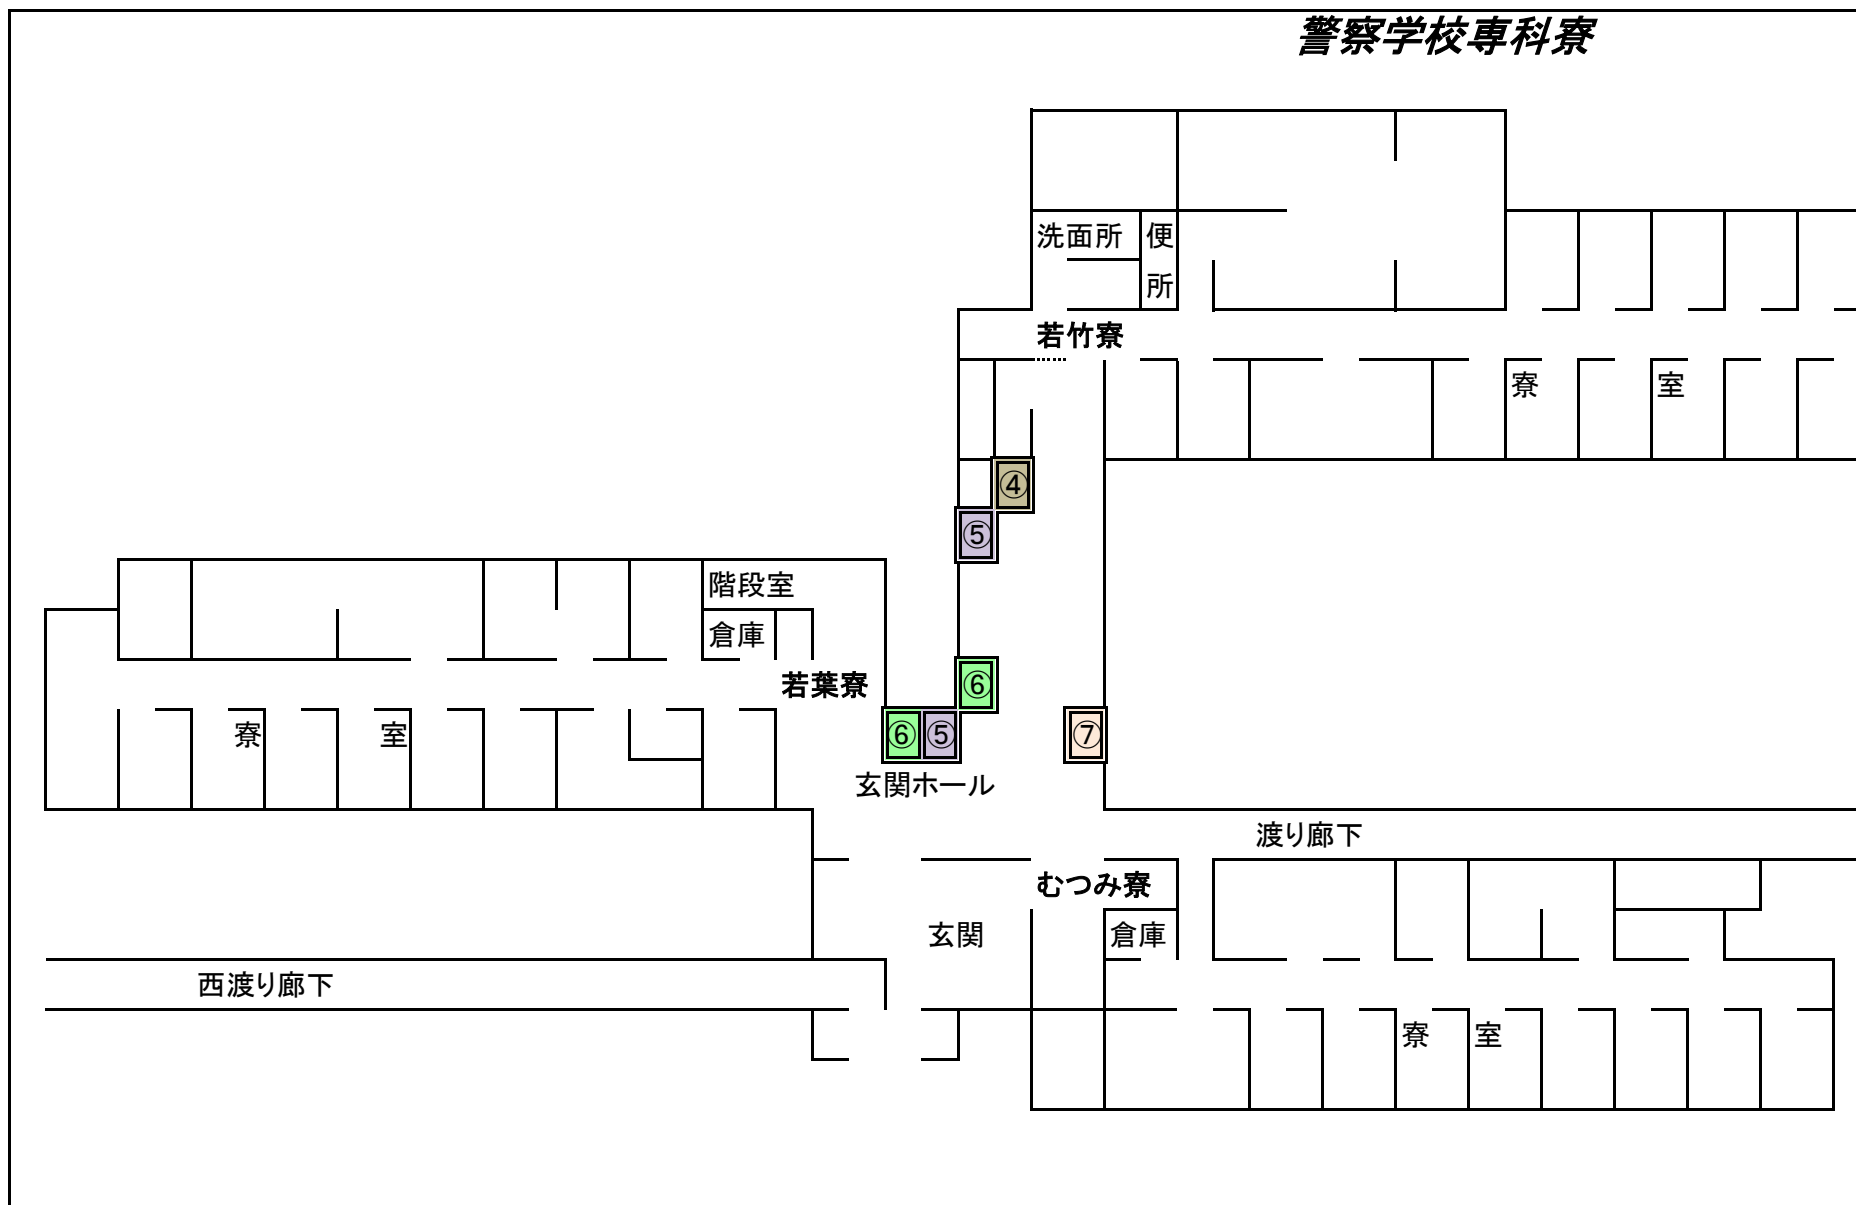 警察学校専科寮
洗面所
便所
若竹寮
寮室
④
⑤
階段室
倉庫
若葉寮
⑥
寮室
⑥
⑤
⑦
玄関ホール
渡り廊下
むつみ寮
玄関
倉庫
西渡り廊下
寮室